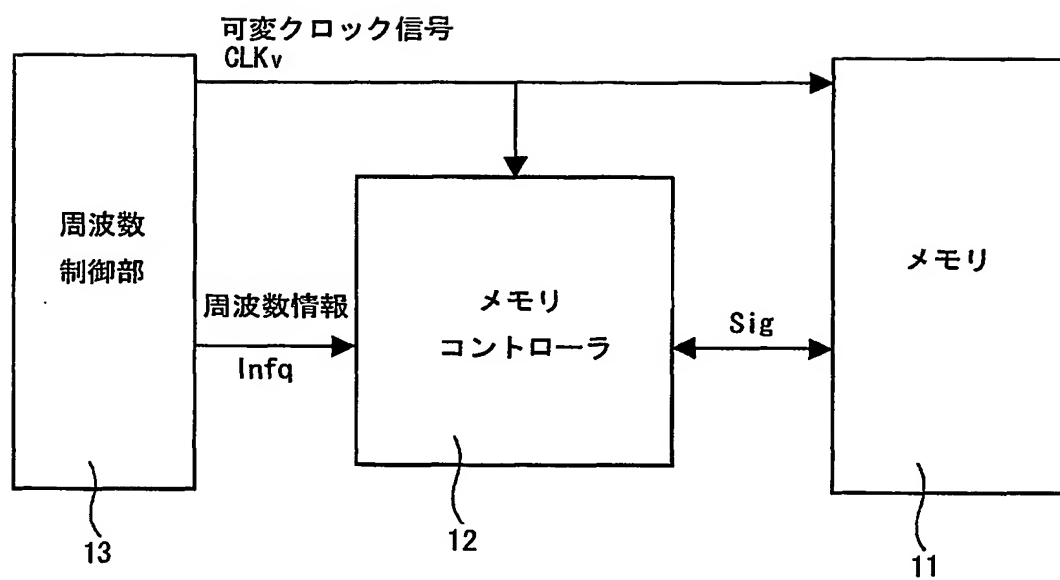 可変クロック信号
CLKv
周波数
制御部
周波数情報
Infq
メモリ
コントローラ
Sig
メモリ
13
12
11